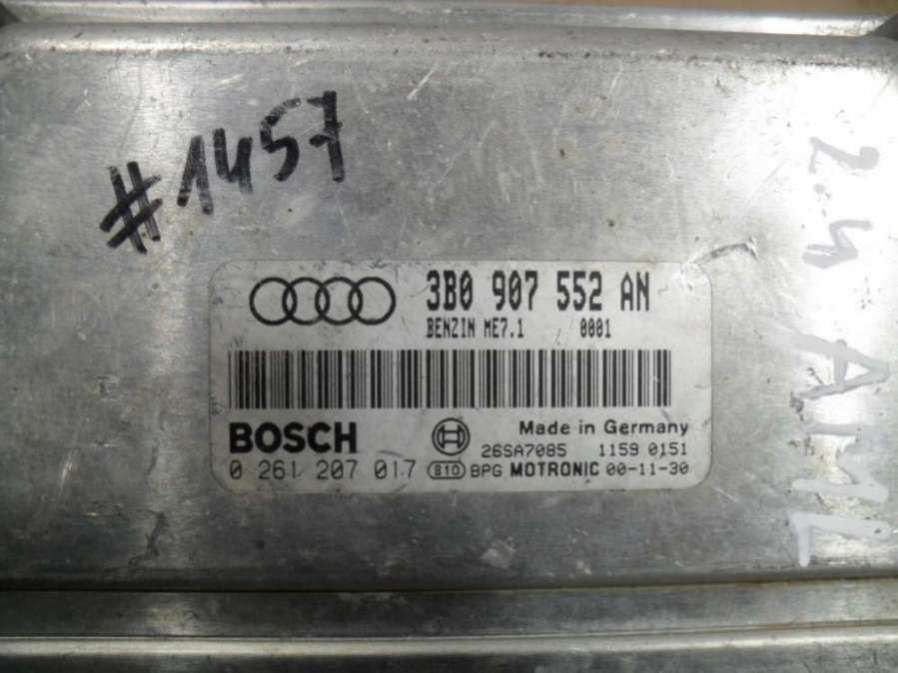 #1457
2.4 AML
3B0 907 552 AN
BENZIN ME7.1 0001
BOSCH
Made in Germany
26SA7085 1159 0151
0 261 207 017 S10 BPG MOTRONIC 00-11-30